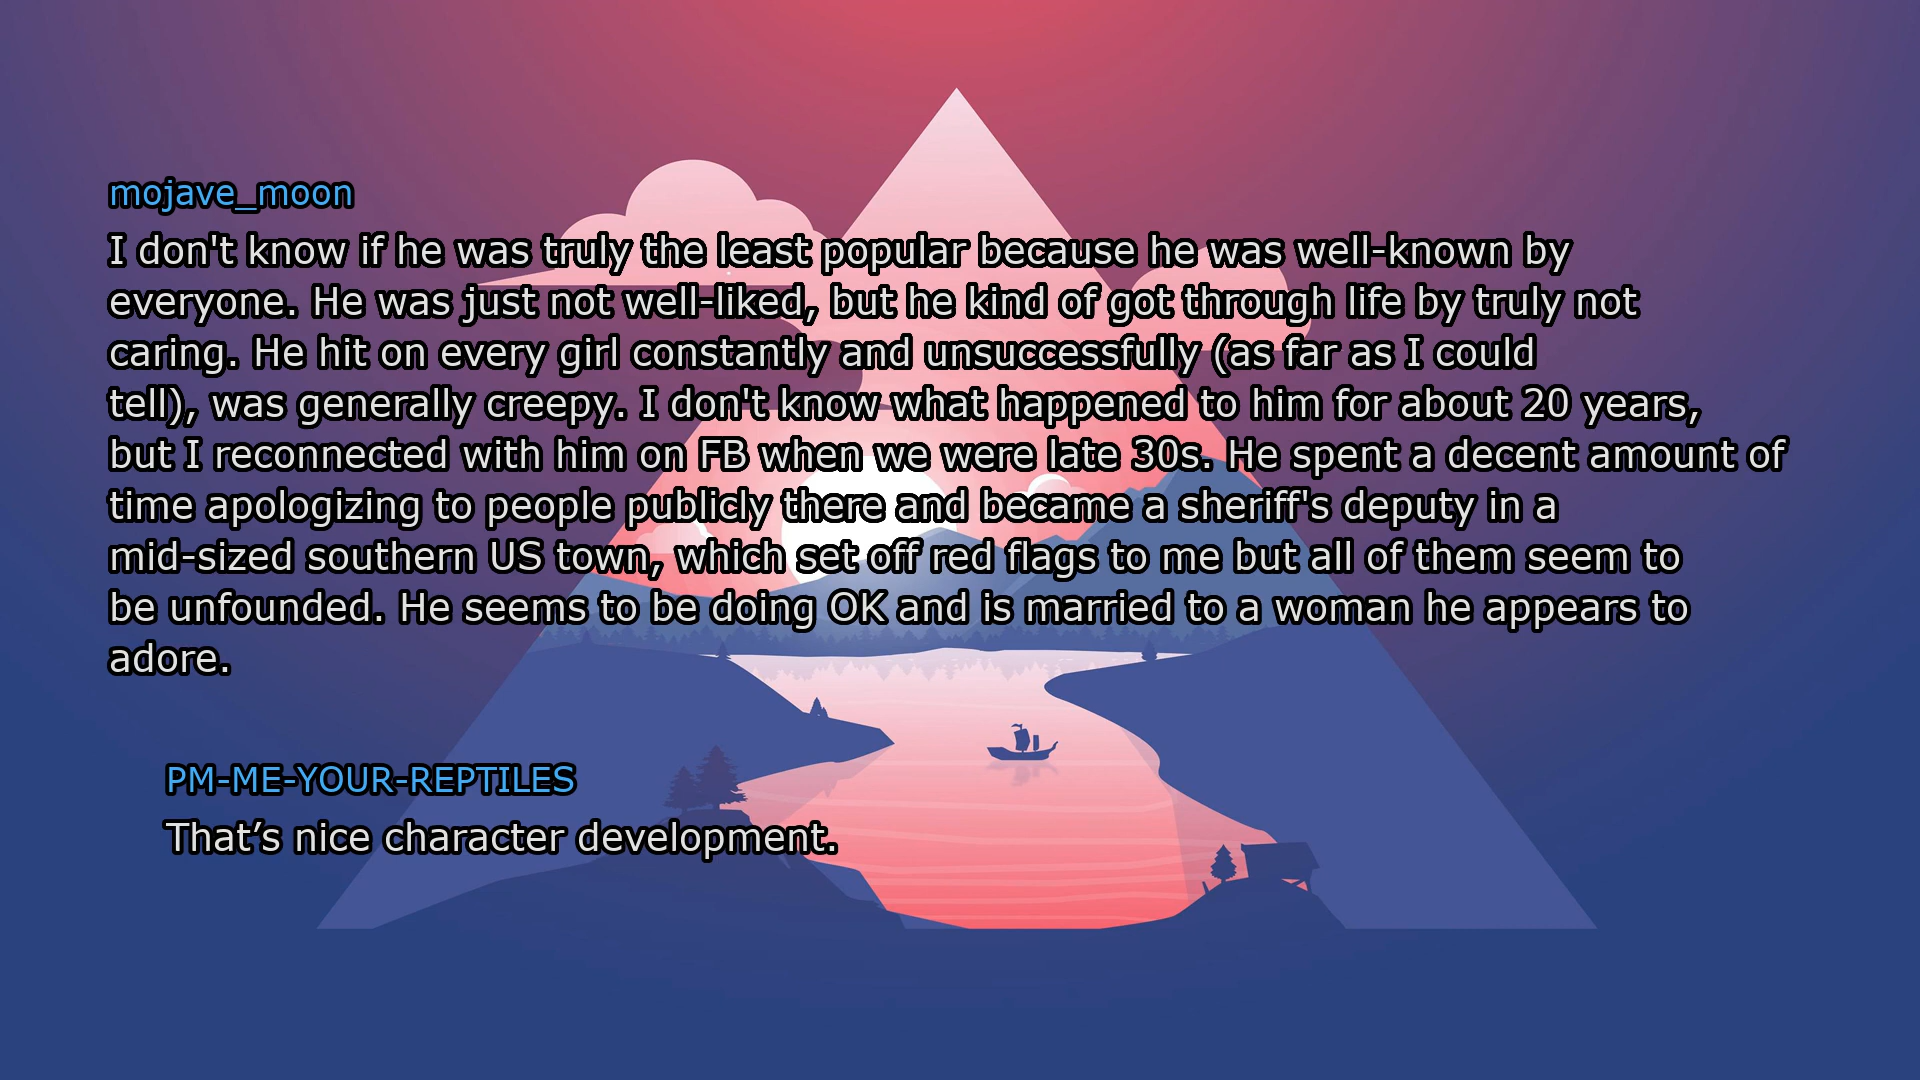 mojave_moon
I don't know if he was truly the least popular because he was well-known by
everyone. He was just not well-liked, but he kind of got through life by truly not
caring. He hit on every girl constantly and unsuccessfully (as far as I could
tell), was generally creepy. I don't know what happened to him for about 20 years,
but I reconnected with him on FB when we were late 30s. He spent a decent amount of
time apologizing to people publicly there and became a sheriff's deputy in a
mid-sized southern US town, which set off red flags to me but all of them seem to
be unfounded. He seems to be doing OK and is married to a woman he appears to
adore.
PM-ME-YOUR-REPTILES
That’s nice character development.